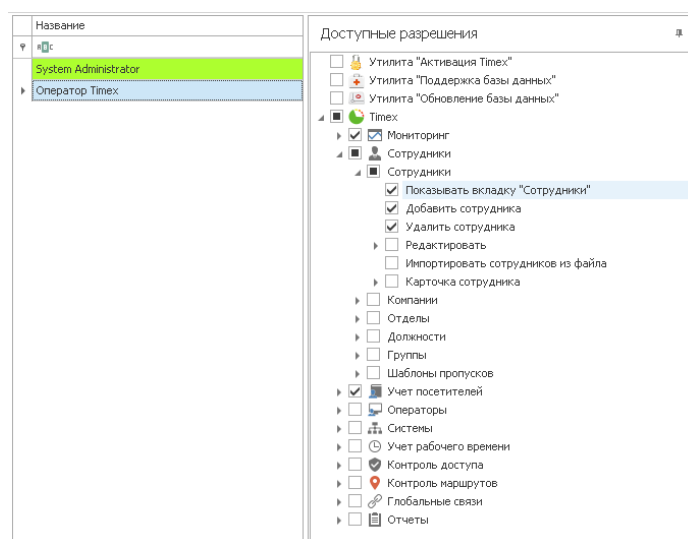 Название
System Administrator
Оператор Timex
Доступные разрешения
Утилита "Активация Timex"
Утилита "Поддержка базы данных"
Утилита "Обновление базы данных"
Timex
Мониторинг
Сотрудники
Сотрудники
Показывать вкладку "Сотрудники"
Добавить сотрудника
Удалить сотрудника
Редактировать
Импортировать сотрудников из файла
Карточка сотрудника
Компании
Отделы
Должности
Группы
Шаблоны пропусков
Учет посетителей
Операторы
Системы
Учет рабочего времени
Контроль доступа
Контроль маршрутов
Глобальные связи
Отчеты